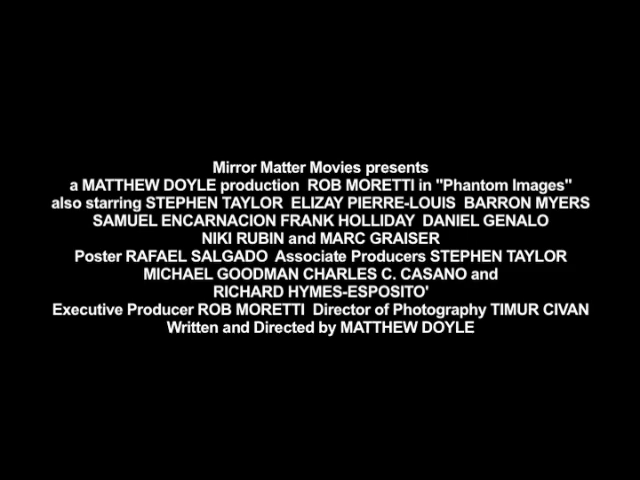 Mirror Matter Movies presents
a MATTHEW DOYLE production  ROB MORETTI in "Phantom Images"
also starring STEPHEN TAYLOR  ELIZAY PIERRE-LOUIS  BARRON MYERS
SAMUEL ENCARNACION FRANK HOLLIDAY  DANIEL GENALO
NIKI RUBIN and MARC GRAISER
Poster RAFAEL SALGADO  Associate Producers STEPHEN TAYLOR
MICHAEL GOODMAN CHARLES C. CASANO and
RICHARD HYMES-ESPOSITO'
Executive Producer ROB MORETTI  Director of Photography TIMUR CIVAN
Written and Directed by MATTHEW DOYLE